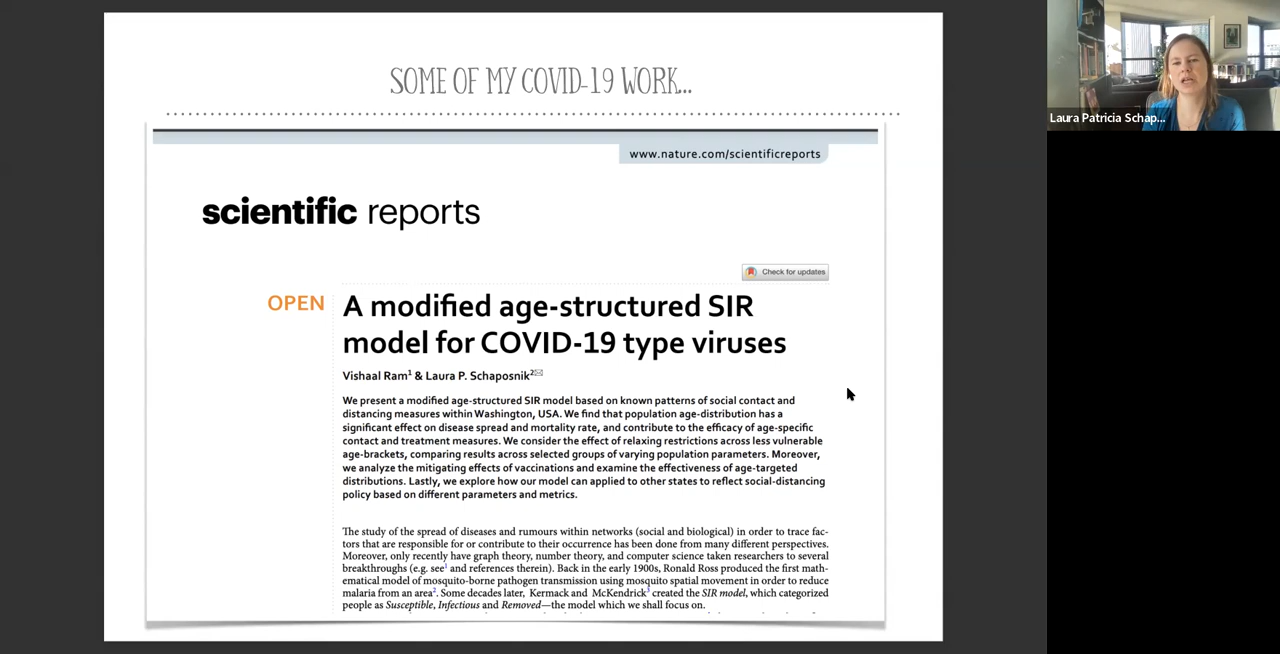 SOME OF MY COVID-19 WORK...
www.nature.com/scientificreports
scientific reports
Check for updates
OPEN
A modified age-structured SIR
model for COVID-19 type viruses
Vishaal Ram1 & Laura P. Schaposnik2✉
We present a modified age-structured SIR model based on known patterns of social contact and
distancing measures within Washington, USA. We find that population age-distribution has a
significant effect on disease spread and mortality rate, and contribute to the efficacy of age-specific
contact and treatment measures. We consider the effect of relaxing restrictions across less vulnerable
age-brackets, comparing results across selected groups of varying population parameters. Moreover,
we analyze the mitigating effects of vaccinations and examine the effectiveness of age-targeted
distributions. Lastly, we explore how our model can applied to other states to reflect social-distancing
policy based on different parameters and metrics.
The study of the spread of diseases and rumours within networks (social and biological) in order to trace fac-
tors that are responsible for or contribute to their occurrence has been done from many different perspectives.
Moreover, only recently have graph theory, number theory, and computer science taken researchers to several
breakthroughs (e.g. see1 and references therein). Back in the early 1900s, Ronald Ross produced the first math-
ematical model of mosquito-borne pathogen transmission using mosquito spatial movement in order to reduce
malaria from an area2. Some decades later, Kermack and McKendrick3 created the SIR model, which categorized
people as Susceptible, Infectious and Removed—the model which we shall focus on.
Laura Patricia Schap...